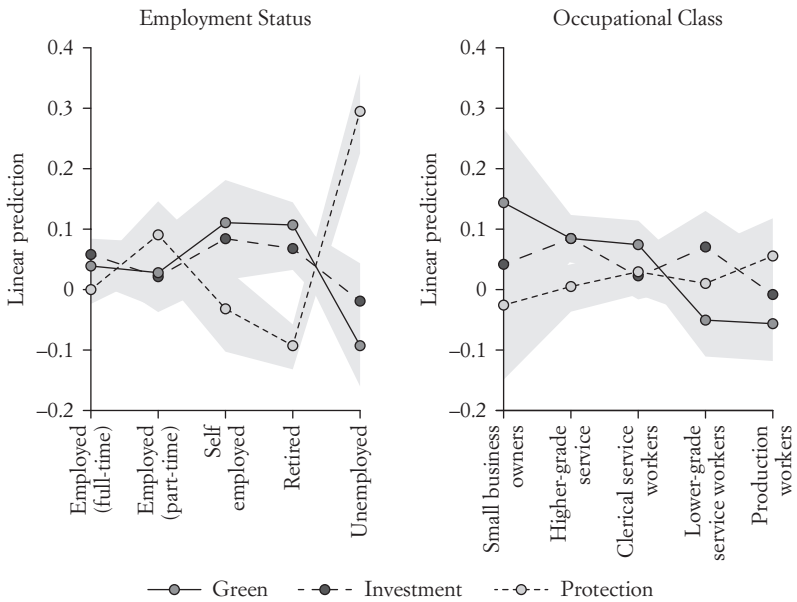 Employment Status
Linear prediction
0.4
0.3
0.2
0.1
0
–0.1
–0.2
Employed
(full-time)
Employed
(part-time)
Self
employed
Retired
Unemployed
Occupational Class
Linear prediction
0.4
0.3
0.2
0.1
0
–0.1
–0.2
Small business
owners
Higher-grade
service
Clerical service
workers
Lower-grade
service workers
Production
workers
Green
Investment
Protection